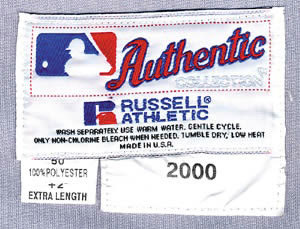 Authentic
RUSSELL®
ATHLETIC
WASH SEPARATELY. USE WARM WATER. GENTLE CYCLE.
ONLY NON-CHLORINE BLEACH WHEN NEEDED. TUMBLE DRY; LOW HEAT
MADE IN U.S.A.
50
100% POLYESTER
+2"
EXTRA LENGTH
2000